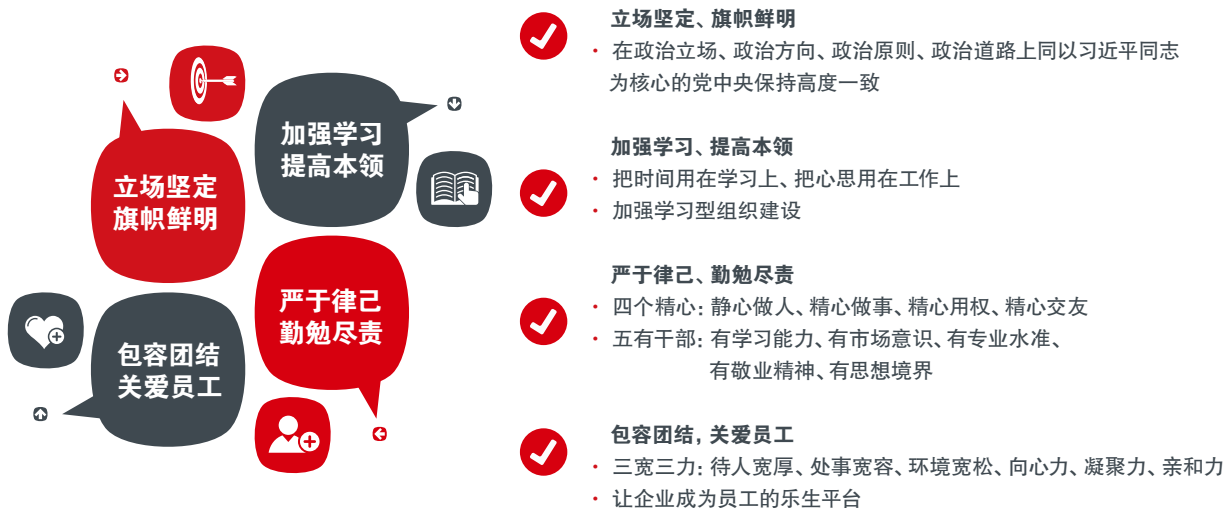 加强学习
提高本领
立场坚定
旗帜鲜明
严于律己
勤勉尽责
包容团结
关爱员工
立场坚定、旗帜鲜明
· 在政治立场、政治方向、政治原则、政治道路上同以习近平同志
为核心的党中央保持高度一致
加强学习、提高本领
· 把时间用在学习上、把心思用在工作上
· 加强学习型组织建设
严于律己、勤勉尽责
· 四个精心: 静心做人、精心做事、精心用权、精心交友
· 五有干部: 有学习能力、有市场意识、有专业水准、
有敬业精神、有思想境界
包容团结, 关爱员工
· 三宽三力: 待人宽厚、处事宽容、环境宽松、向心力、凝聚力、亲和力
· 让企业成为员工的乐生平台